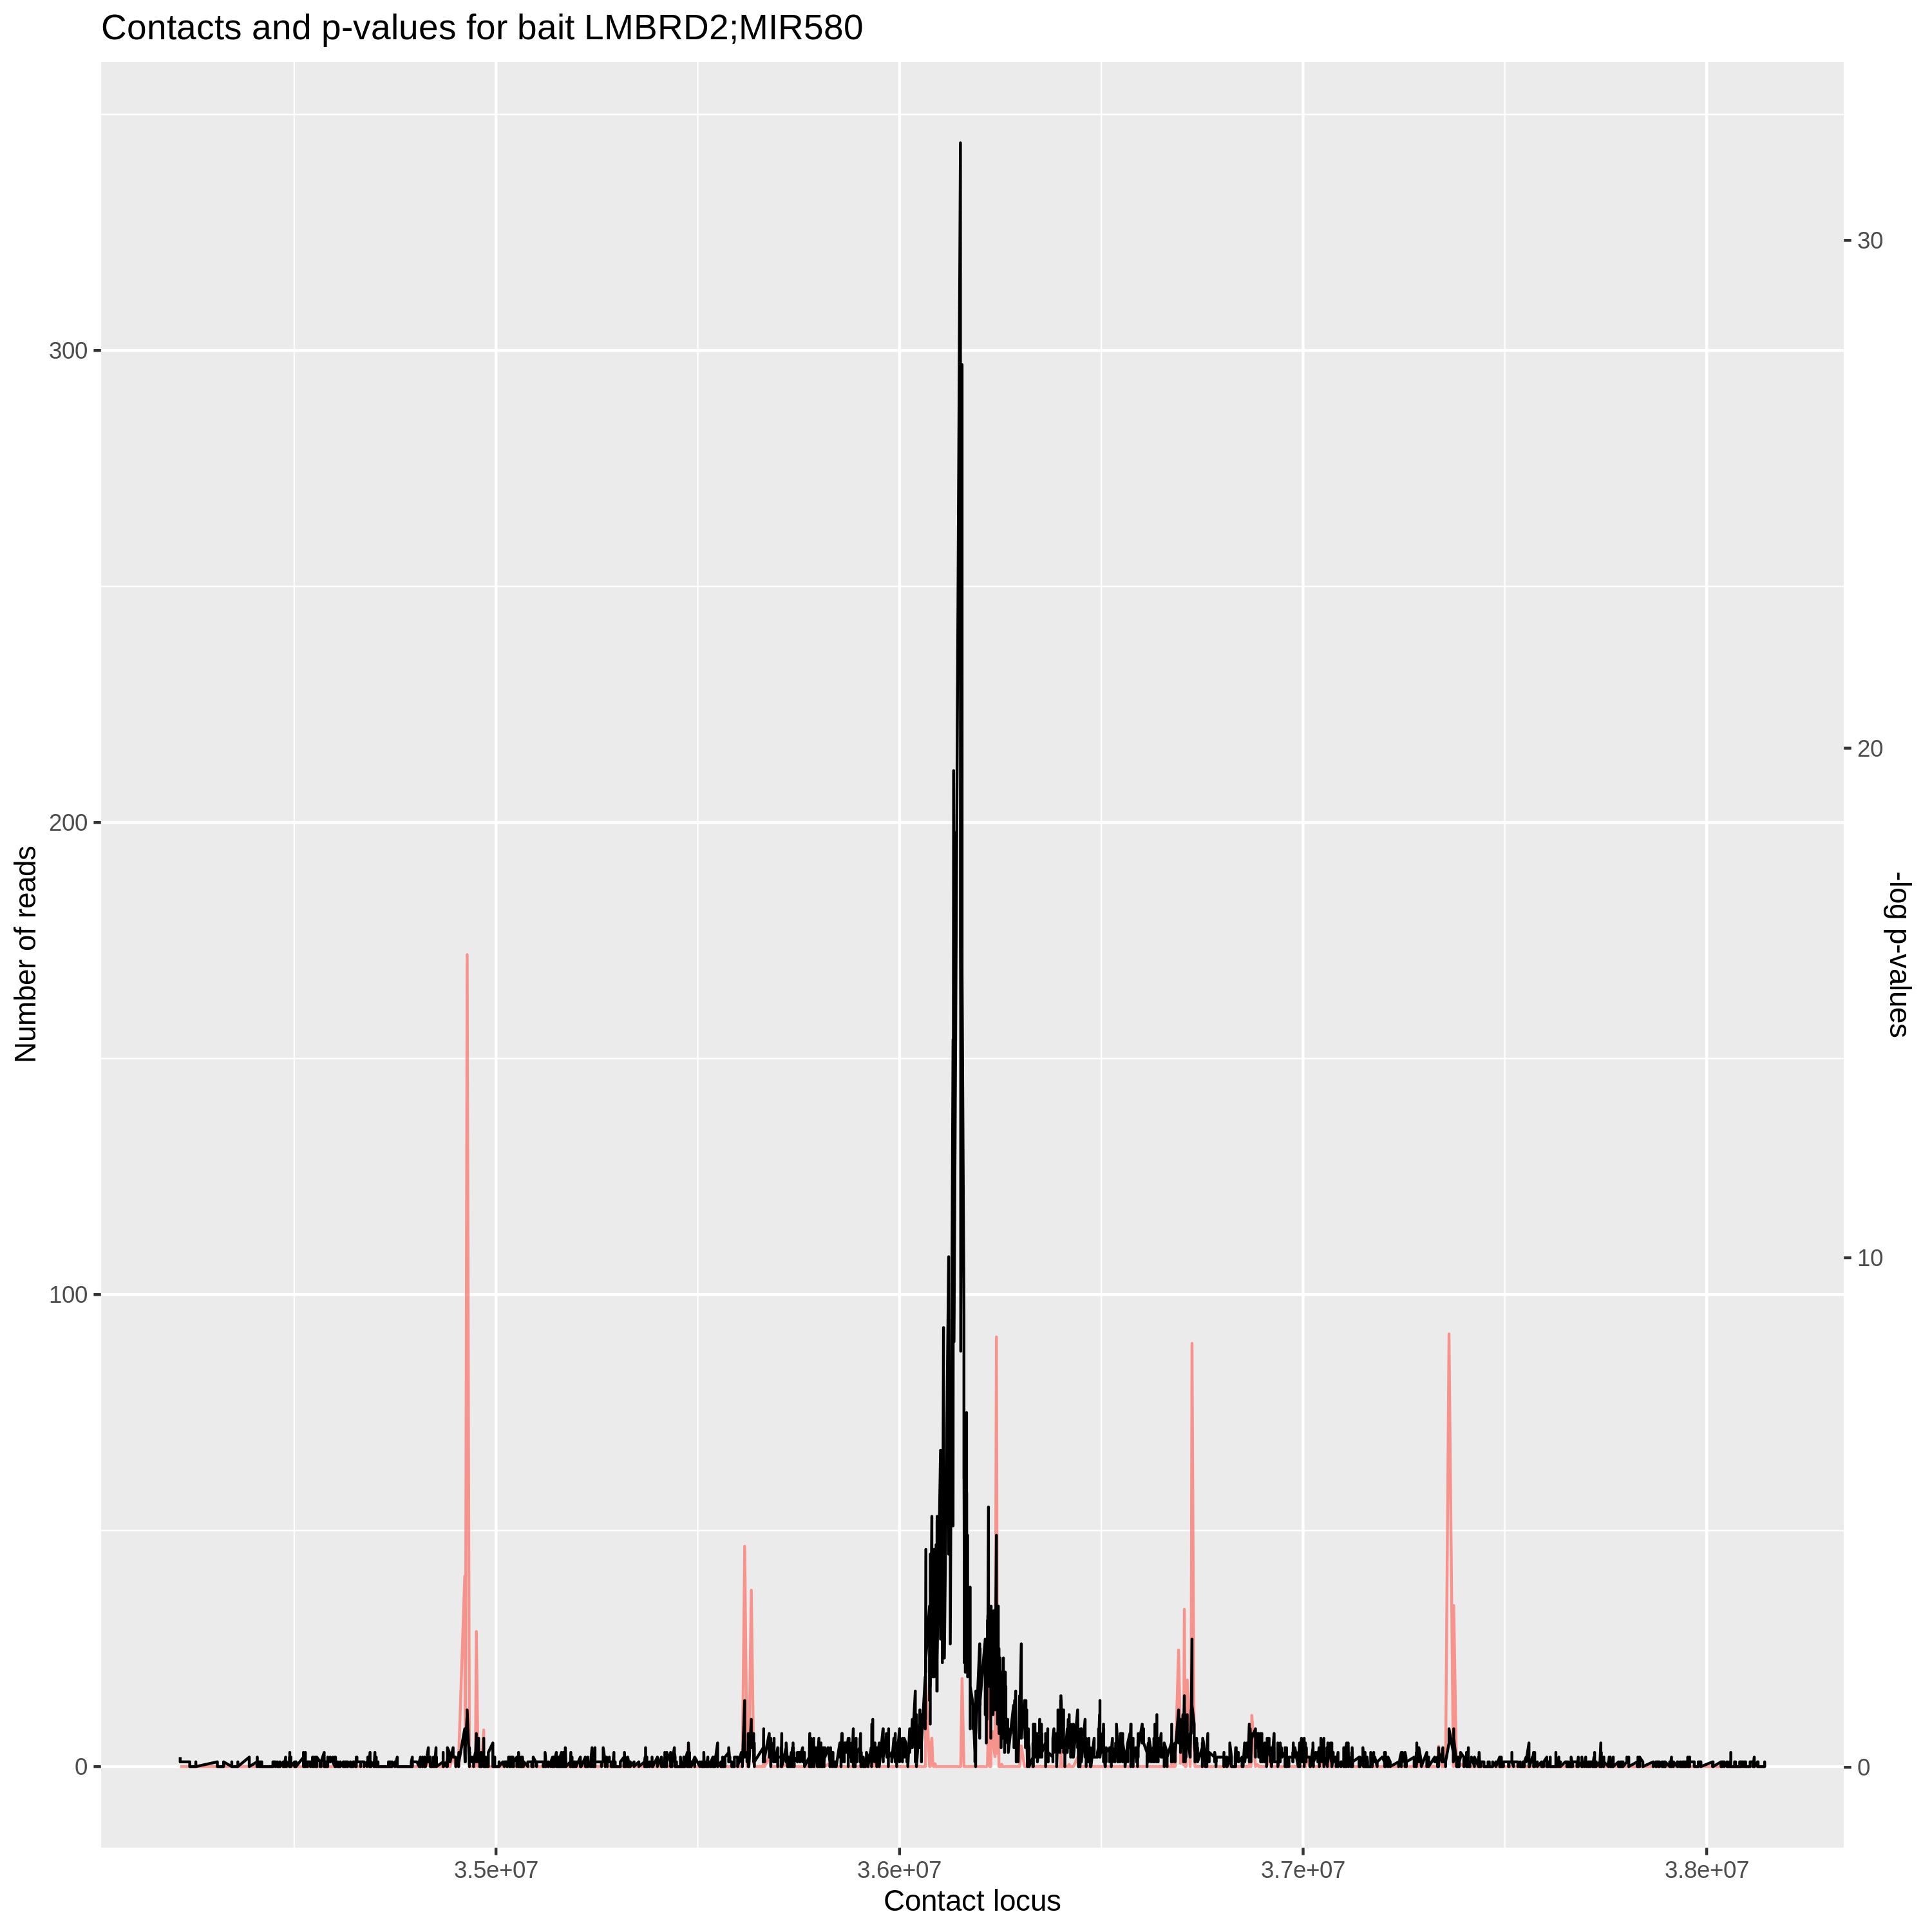 Contacts and p-values for bait LMBRD2;MIR580
300
200
100
0
Number of reads
30
20
10
0
-log p-values
3.5e+07 3.6e+07 3.7e+07 3.8e+07
Contact locus